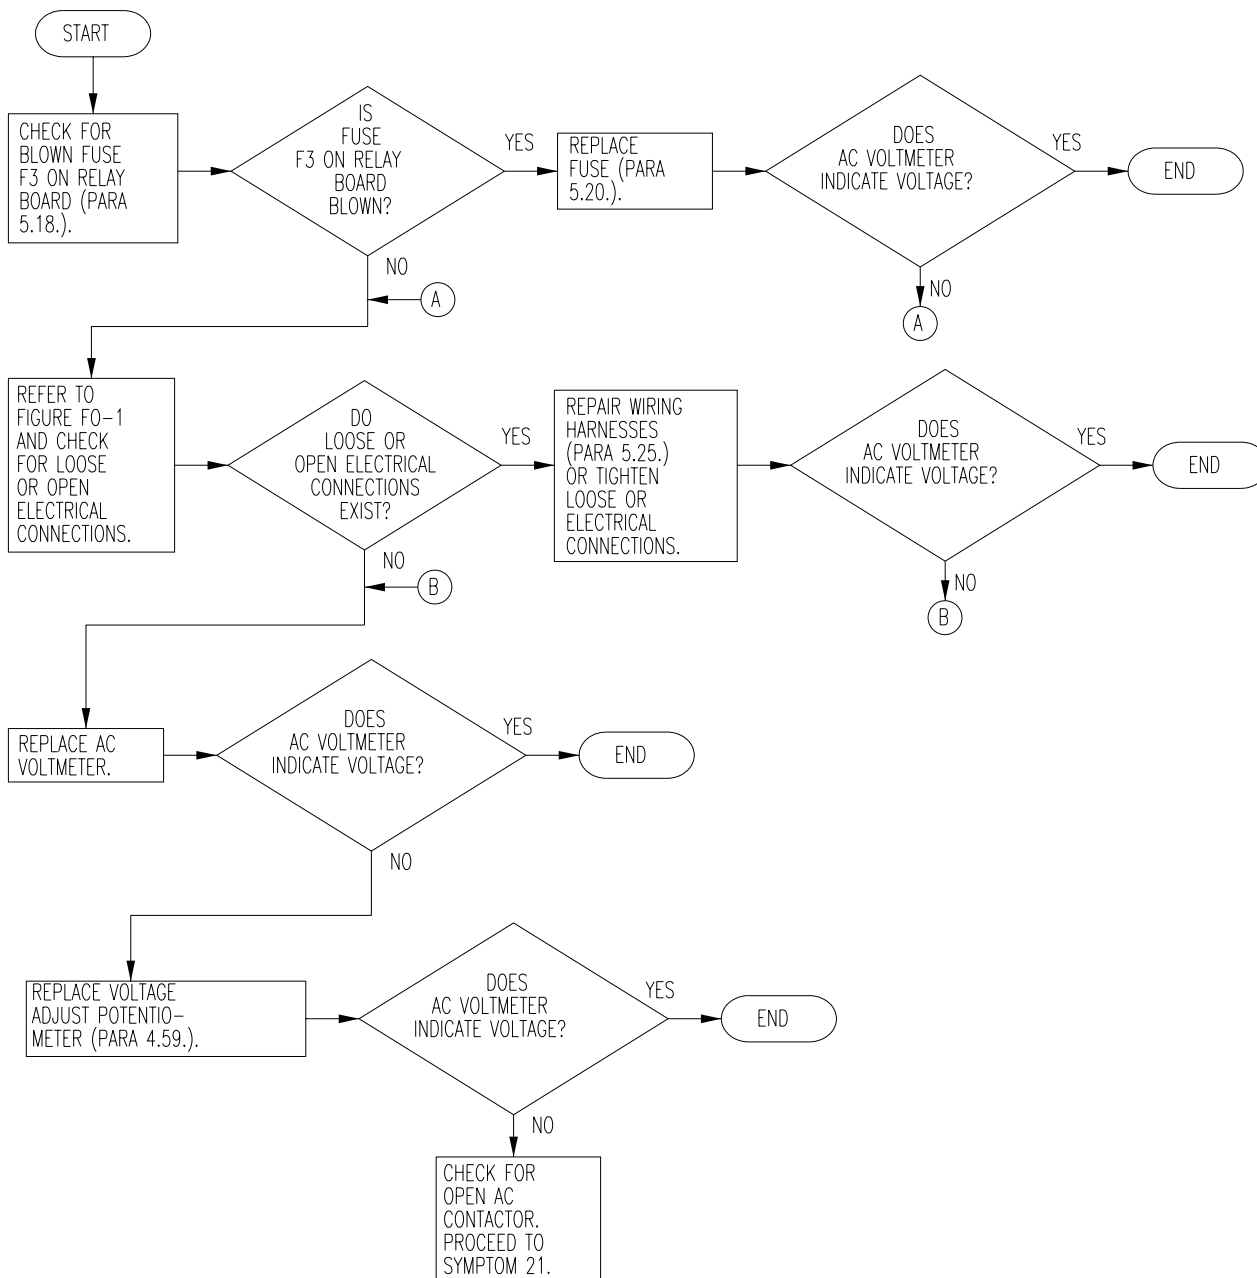 START
CHECK FOR
BLOWN FUSE
F3 ON RELAY
BOARD (PARA
5.18.).
IS
FUSE
F3 ON RELAY
BOARD
BLOWN?
YES
REPLACE
FUSE (PARA
5.20.).
DOES
AC VOLTMETER
INDICATE VOLTAGE?
YES
END
NO
A
NO
A
REFER TO
FIGURE FO-1
AND CHECK
FOR LOOSE
OR OPEN
ELECTRICAL
CONNECTIONS.
DO
LOOSE OR
OPEN ELECTRICAL
CONNECTIONS
EXIST?
YES
REPAIR WIRING
HARNESSES
(PARA 5.25.)
OR TIGHTEN
LOOSE OR
ELECTRICAL
CONNECTIONS.
DOES
AC VOLTMETER
INDICATE VOLTAGE?
YES
END
NO
B
NO
B
REPLACE AC
VOLTMETER.
DOES
AC VOLTMETER
INDICATE VOLTAGE?
YES
END
NO
REPLACE VOLTAGE
ADJUST POTENTIO-
METER (PARA 4.59.).
DOES
AC VOLTMETER
INDICATE VOLTAGE?
YES
END
NO
CHECK FOR
OPEN AC
CONTACTOR.
PROCEED TO
SYMPTOM 21.